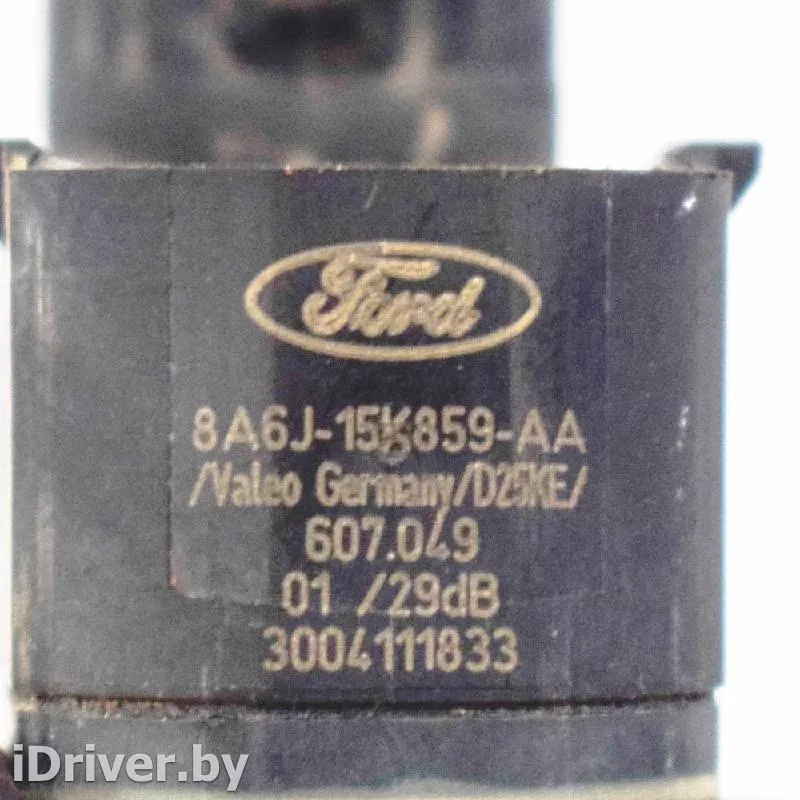 Ford
8A6J-15K859-AA
/Valeo Germany/D25KE/
607.049
01 /29dB
3004111833
iDriver.by